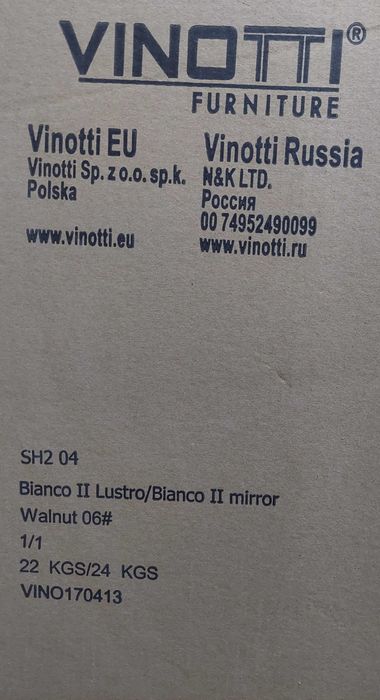 VINOTTI®
FURNITURE
Vinotti EU
Vinotti Sp. z o.o. sp.k.
Polska
www.vinotti.eu
Vinotti Russia
N&K LTD.
Россия
00 74952490099
www.vinotti.ru
SH2 04
Bianco II Lustro/Bianco II mirror
Walnut 06#
1/1
22 KGS/24 KGS
VINO170413